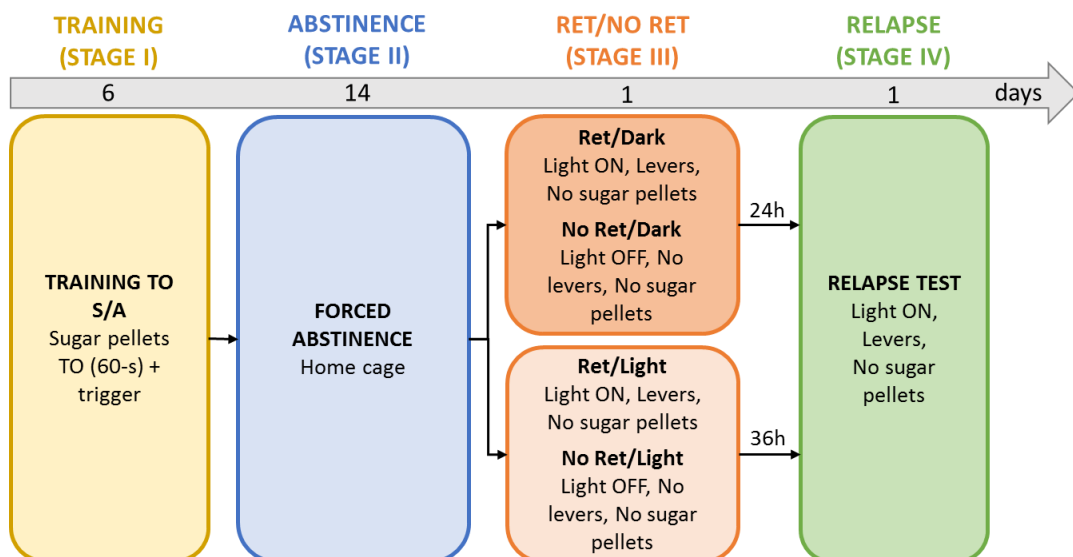 TRAINING
(STAGE I)
ABSTINENCE
(STAGE II)
RET/NO RET
(STAGE III)
RELAPSE
(STAGE IV)
6
14
1
1
days
TRAINING TO
S/A
Sugar pellets
TO (60-s) +
trigger
FORCED
ABSTINENCE
Home cage
Ret/Dark
Light ON, Levers,
No sugar pellets
No Ret/Dark
Light OFF, No
levers, No sugar
pellets
24h
Ret/Light
Light ON, Levers,
No sugar pellets
No Ret/Light
Light OFF, No
levers, No sugar
pellets
36h
RELAPSE TEST
Light ON,
Levers,
No sugar
pellets